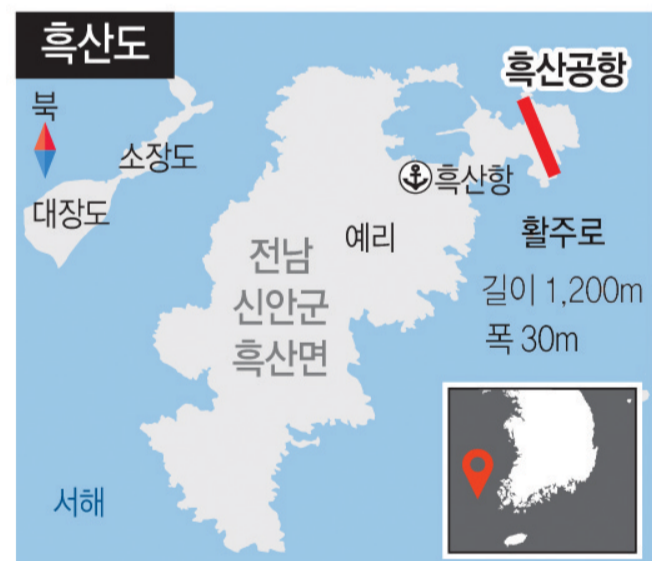 흑산도
흑산공항
북
소장도
대장도
흑산항
예리
활주로
길이 1,200m
폭 30m
전남
신안군
흑산면
서해